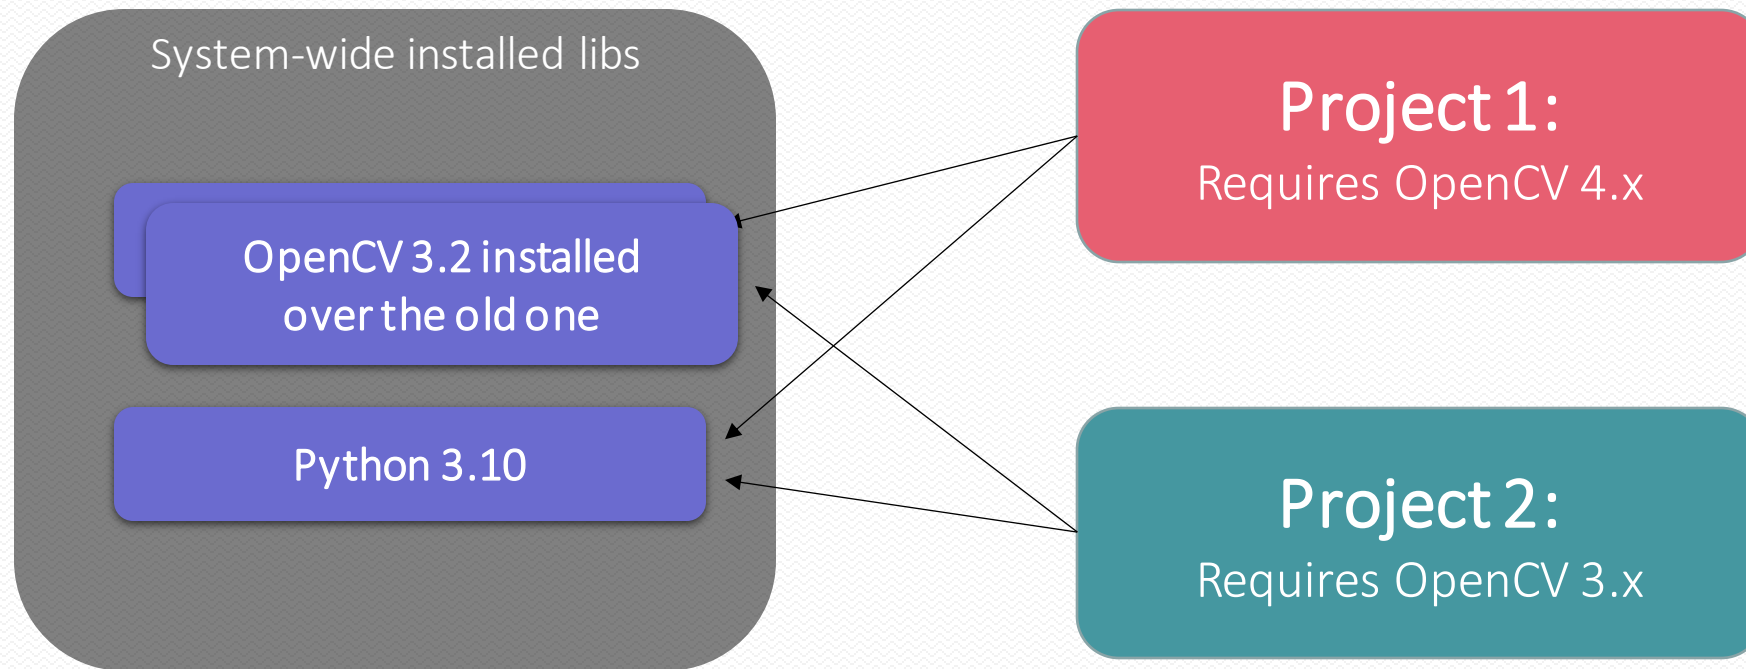 System-wide installed libs
OpenCV 3.2 installed
over the old one
Python 3.10
Project 1:
Requires OpenCV 4.x
Project 2:
Requires OpenCV 3.x